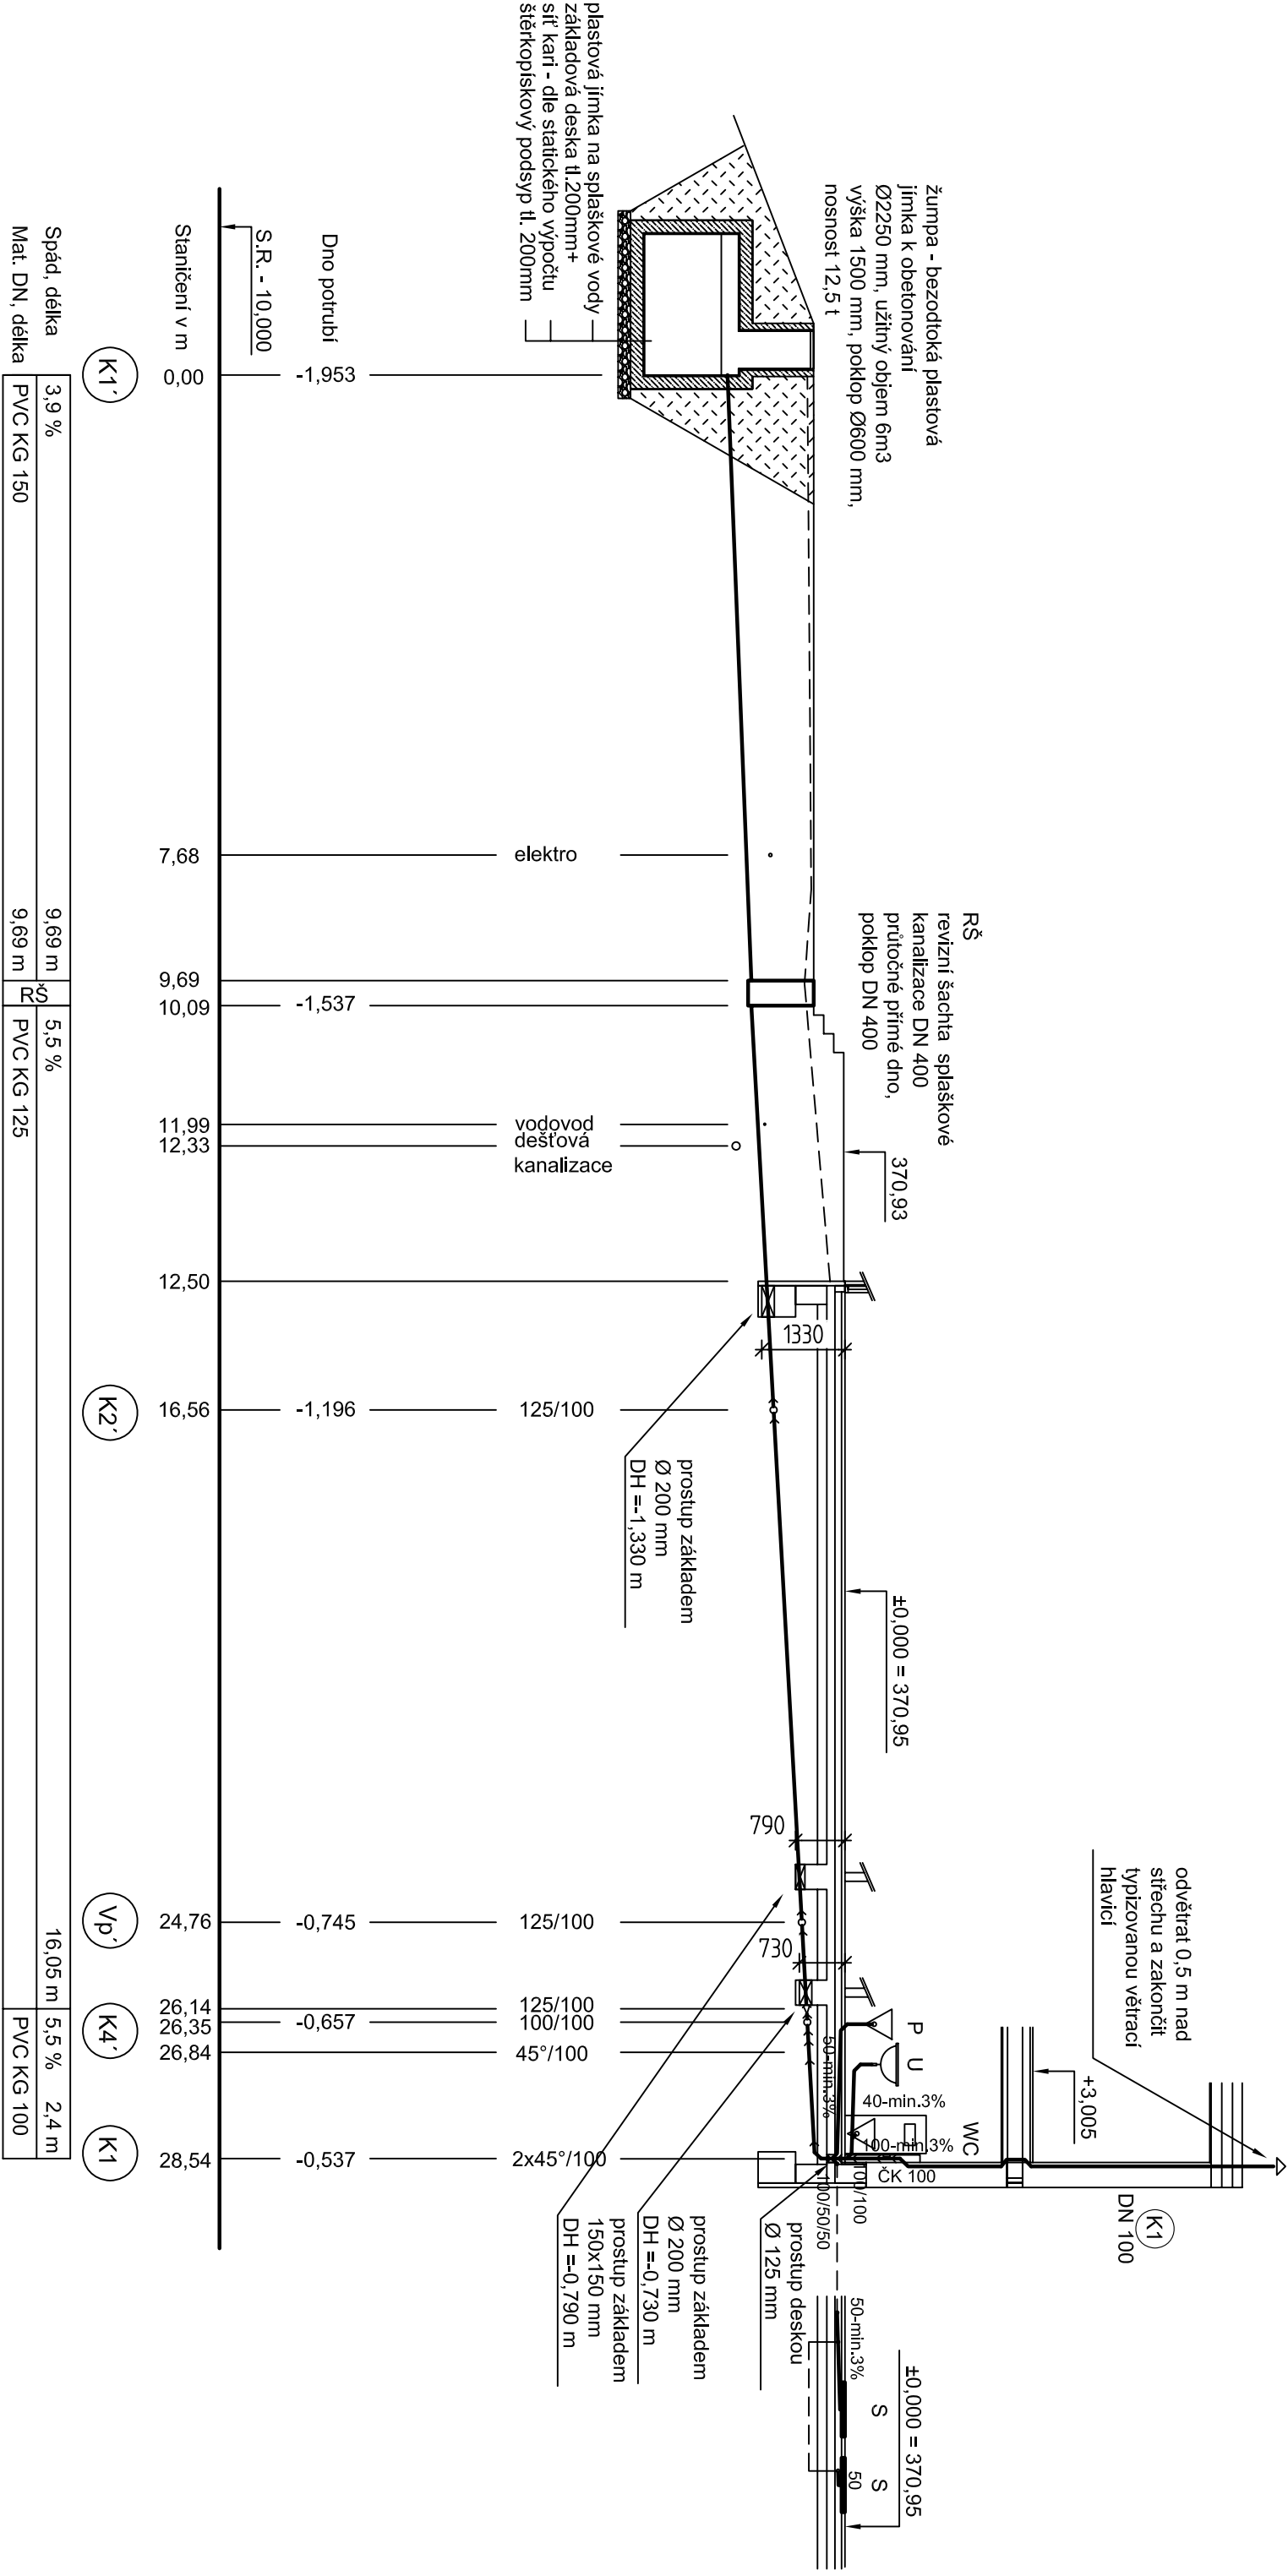 žumpa - bezodtoká plastová
jímka k obetonování
Ø2250 mm, užitný objem 6m3
výška 1500 mm, poklop Ø600 mm,
nosnost 12,5 t
plastová jímka na splaškové vody
základová deska tl.200mm+
síť kari - dle statického výpočtu
štěrkopískový podsyp tl. 200mm
RŠ
revizní šachta splaškové
kanalizace DN 400
průtočné přímé dno,
poklop DN 400
370,93
1330
prostup základem
Ø 200 mm
DH =-1,330 m
±0,000 = 370,95
790
730
odvětrat 0,5 m nad
střechu a zakončit
typizovanou větrací
hlavicí
+3,005
P
U
WC
50-min.3%
40-min.3%
100-min.3%
ČK 100
100/100
100/50/50
K1
DN 100
prostup deskou
Ø 125 mm
prostup základem
Ø 200 mm
DH =-0,730 m
prostup základem
150x150 mm
DH =-0,790 m
50-min.3%
S
S
50
±0,000 = 370,95
elektro
vodovod
dešťová
kanalizace
125/100
125/100
125/100
100/100
45°/100
2x45°/100
Dno potrubí
-1,953
-1,537
-1,196
-0,745
-0,657
-0,537
S.R. - 10,000
Staničení v m
0,00
7,68
9,69
10,09
11,99
12,33
12,50
16,56
24,76
26,14
26,35
26,84
28,54
K1´
K2´
Vp´
K4´
K1
Spád, délka
3,9 %
9,69 m
RŠ
5,5 %
16,05 m
5,5 %
2,4 m
Mat. DN, délka
PVC KG 150
9,69 m
PVC KG 125
PVC KG 100